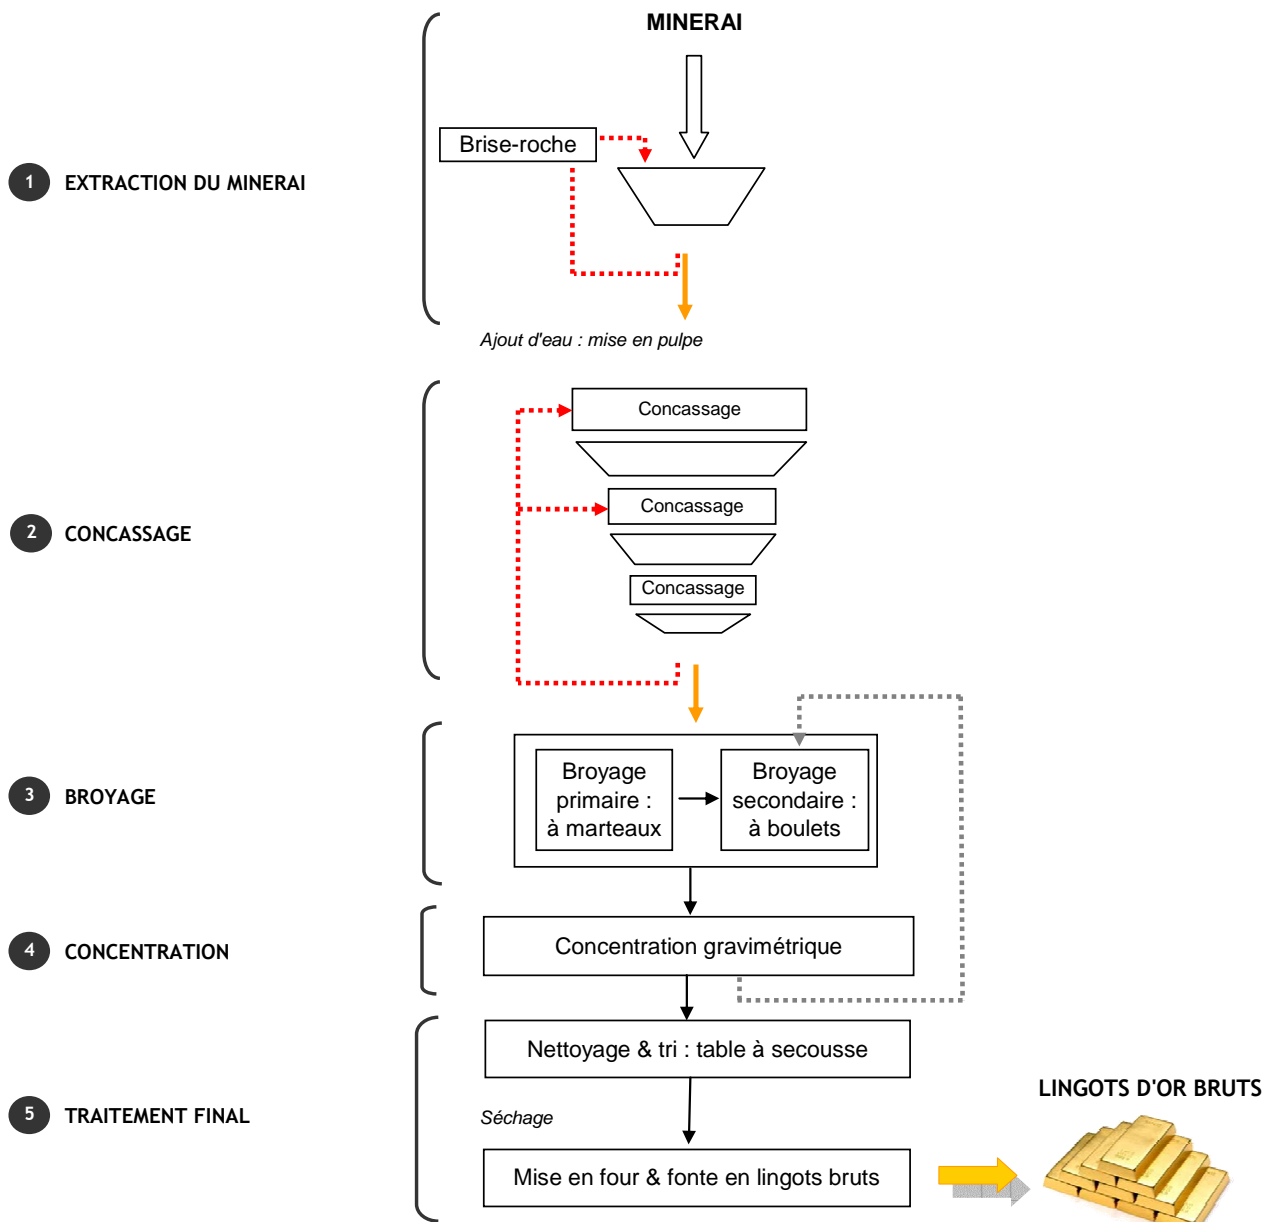 MINERAI
Brise-roche
1 EXTRACTION DU MINERAI
Ajout d'eau : mise en pulpe
Concassage
Concassage
2 CONCASSAGE
Concassage
3 BROYAGE
Broyage
primaire :
à marteaux
Broyage
secondaire :
à boulets
4 CONCENTRATION
Concentration gravimétrique
Nettoyage & tri : table à secousse
5 TRAITEMENT FINAL
Séchage
Mise en four & fonte en lingots bruts
LINGOTS D'OR BRUTS